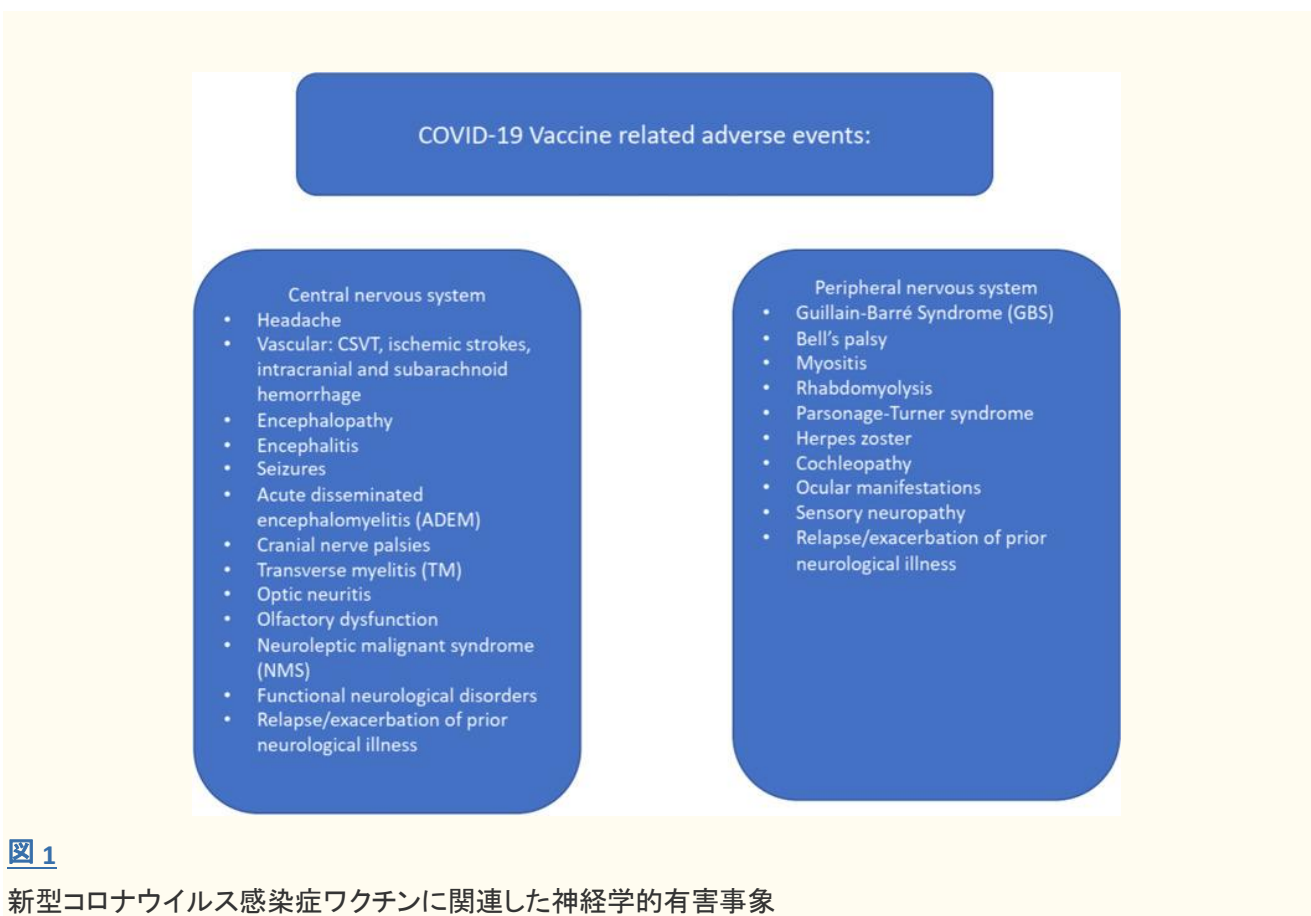 COVID-19 Vaccine related adverse events:
Central nervous system
• Headache
• Vascular: CSVT, ischemic strokes,
intracranial and subarachnoid
hemorrhage
• Encephalopathy
• Encephalitis
• Seizures
• Acute disseminated
encephalomyelitis (ADEM)
• Cranial nerve palsies
• Transverse myelitis (TM)
• Optic neuritis
• Olfactory dysfunction
• Neuroleptic malignant syndrome
(NMS)
• Functional neurological disorders
• Relapse/exacerbation of prior
neurological illness
Peripheral nervous system
• Guillain-Barré Syndrome (GBS)
• Bell's palsy
• Myositis
• Rhabdomyolysis
• Parsonage-Turner syndrome
• Herpes zoster
• Cochleopathy
• Ocular manifestations
• Sensory neuropathy
• Relapse/exacerbation of prior
neurological illness
図 1
新型コロナウイルス感染症ワクチンに関連した神経学的有害事象